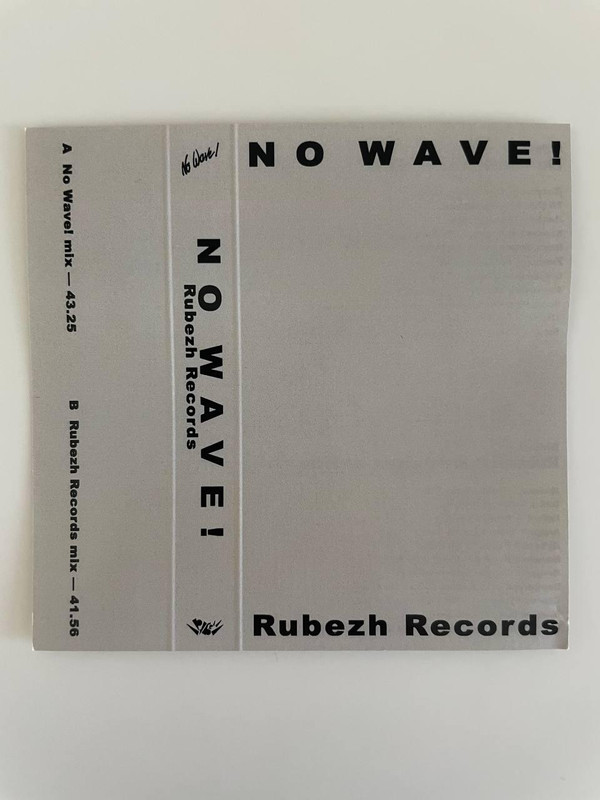 A No Wave! mix — 43.25
B Rubezh Records mix — 41.56
No Wave!
NO WAVE!
Rubezh Records
NO WAVE!
Rubezh Records